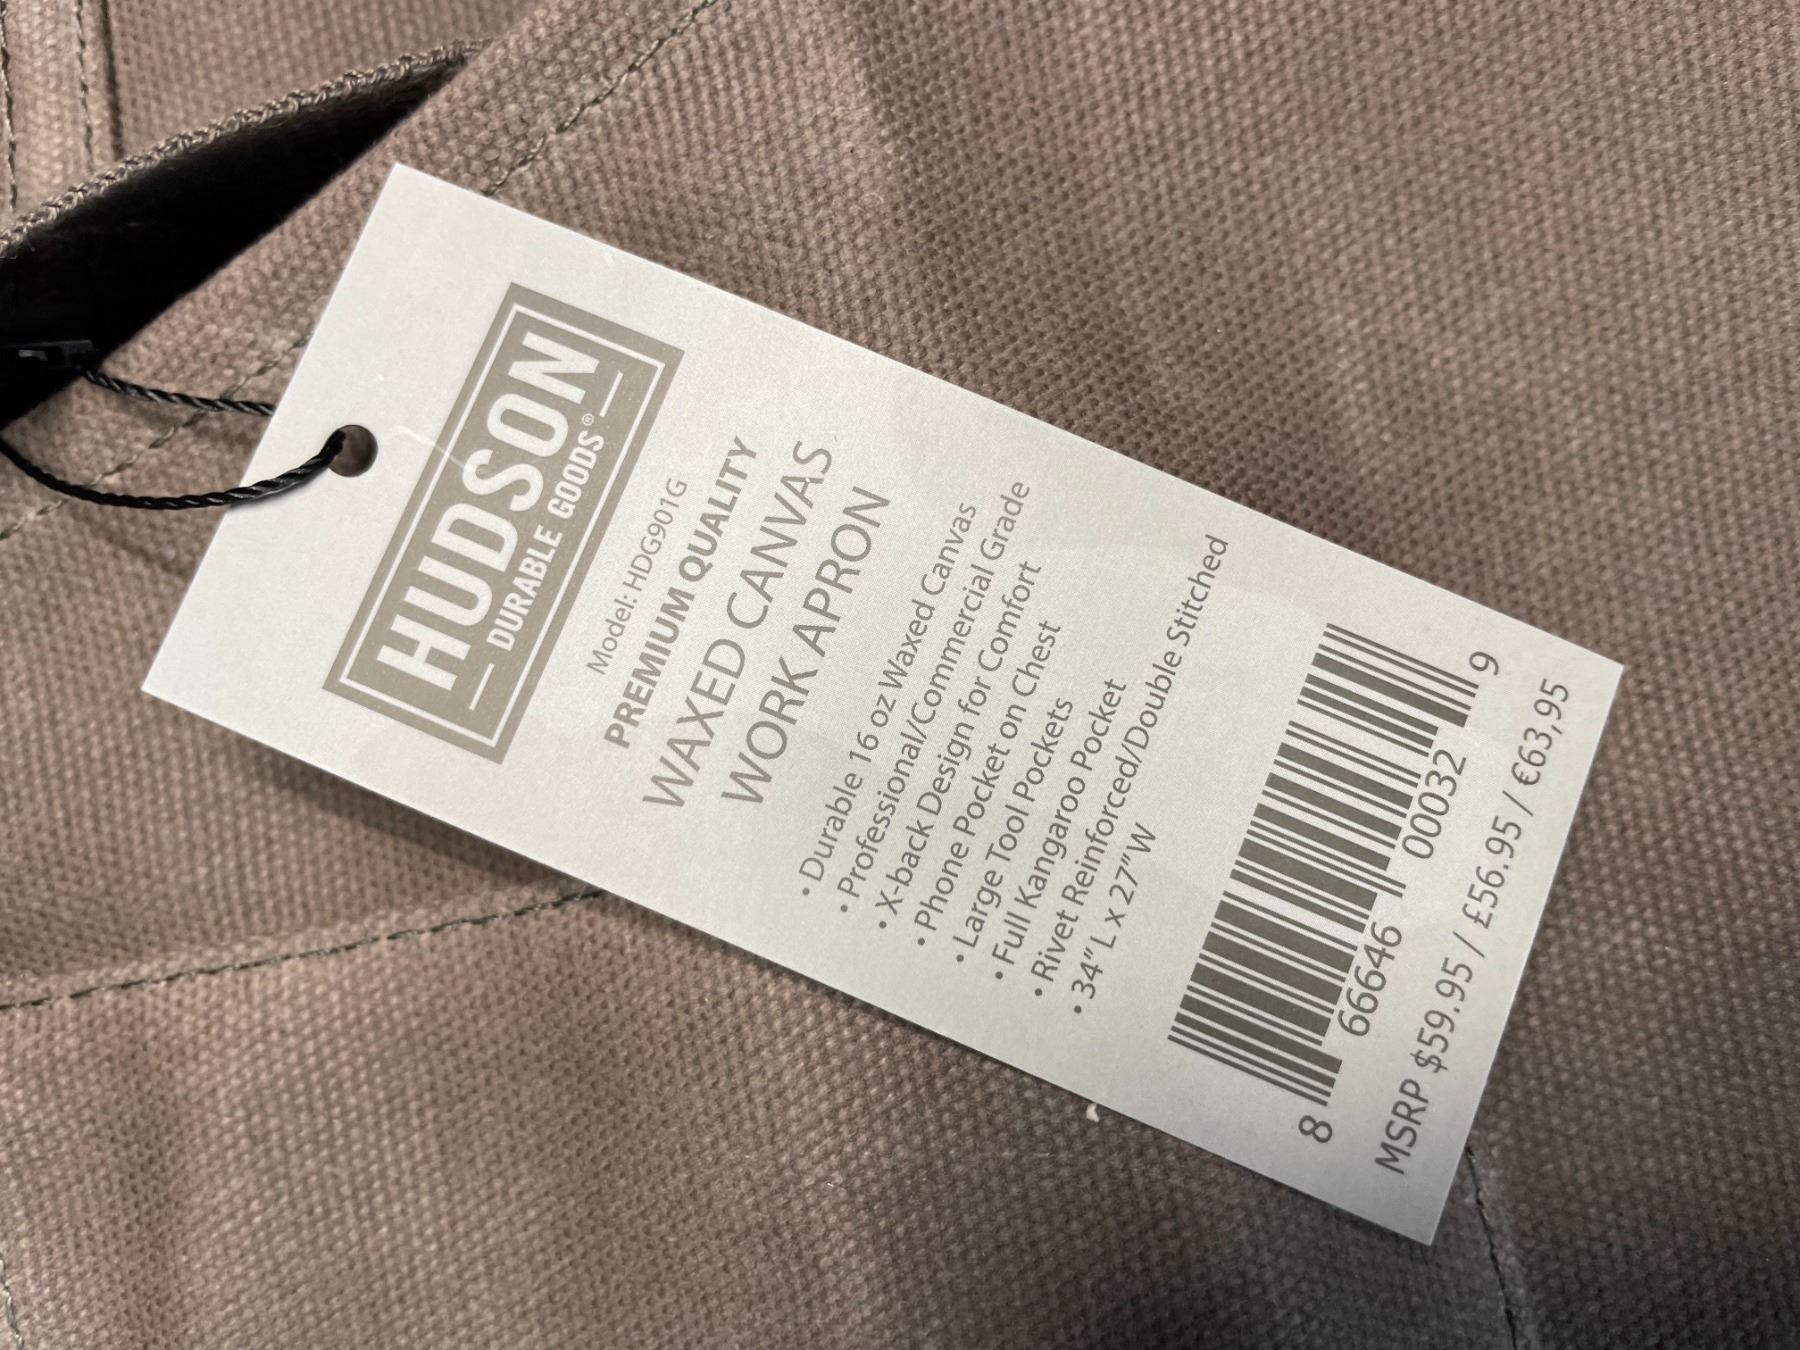 HUDSON
DURABLE GOODS®
Model: HDG901G
PREMIUM QUALITY
WAXED CANVAS
WORK APRON
• Durable 16 oz Waxed Canvas
• Professional/Commercial Grade
• X-back Design for Comfort
• Phone Pocket on Chest
• Large Tool Pockets
• Full Kangaroo Pocket
• Rivet Reinforced/Double Stitched
• 34"L x 27"W
8 66646 00032 9
MSRP $59.95 / £56.95 / €63,95